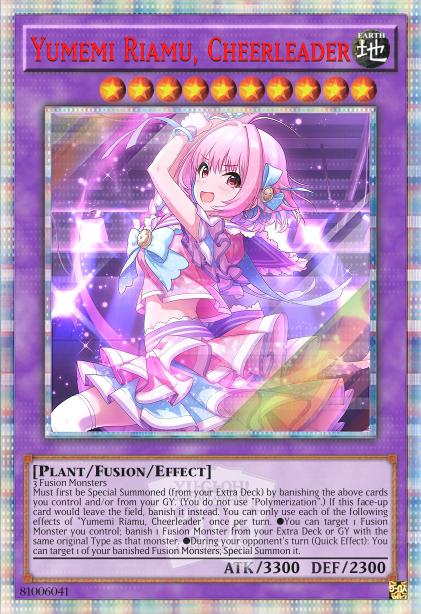 YUMEMI RIAMU, CHEERLEADER
EARTH
地
[PLANT/FUSION/EFFECT]
3 Fusion Monsters
Must first be Special Summoned (from your Extra Deck) by banishing the above cards
you control and/or from your GY. (You do not use "Polymerization".) If this face-up
card would leave the field, banish it instead. You can only use each of the following
effects of "Yumemi Riamu, Cheerleader" once per turn. ●You can target 1 Fusion
Monster you control; banish 1 Fusion Monster from your Extra Deck or GY with the
same original Type as that monster. ●During your opponent's turn (Quick Effect): You
can target 1 of your banished Fusion Monsters; Special Summon it.
ATK/3300 DEF/2300
81006041